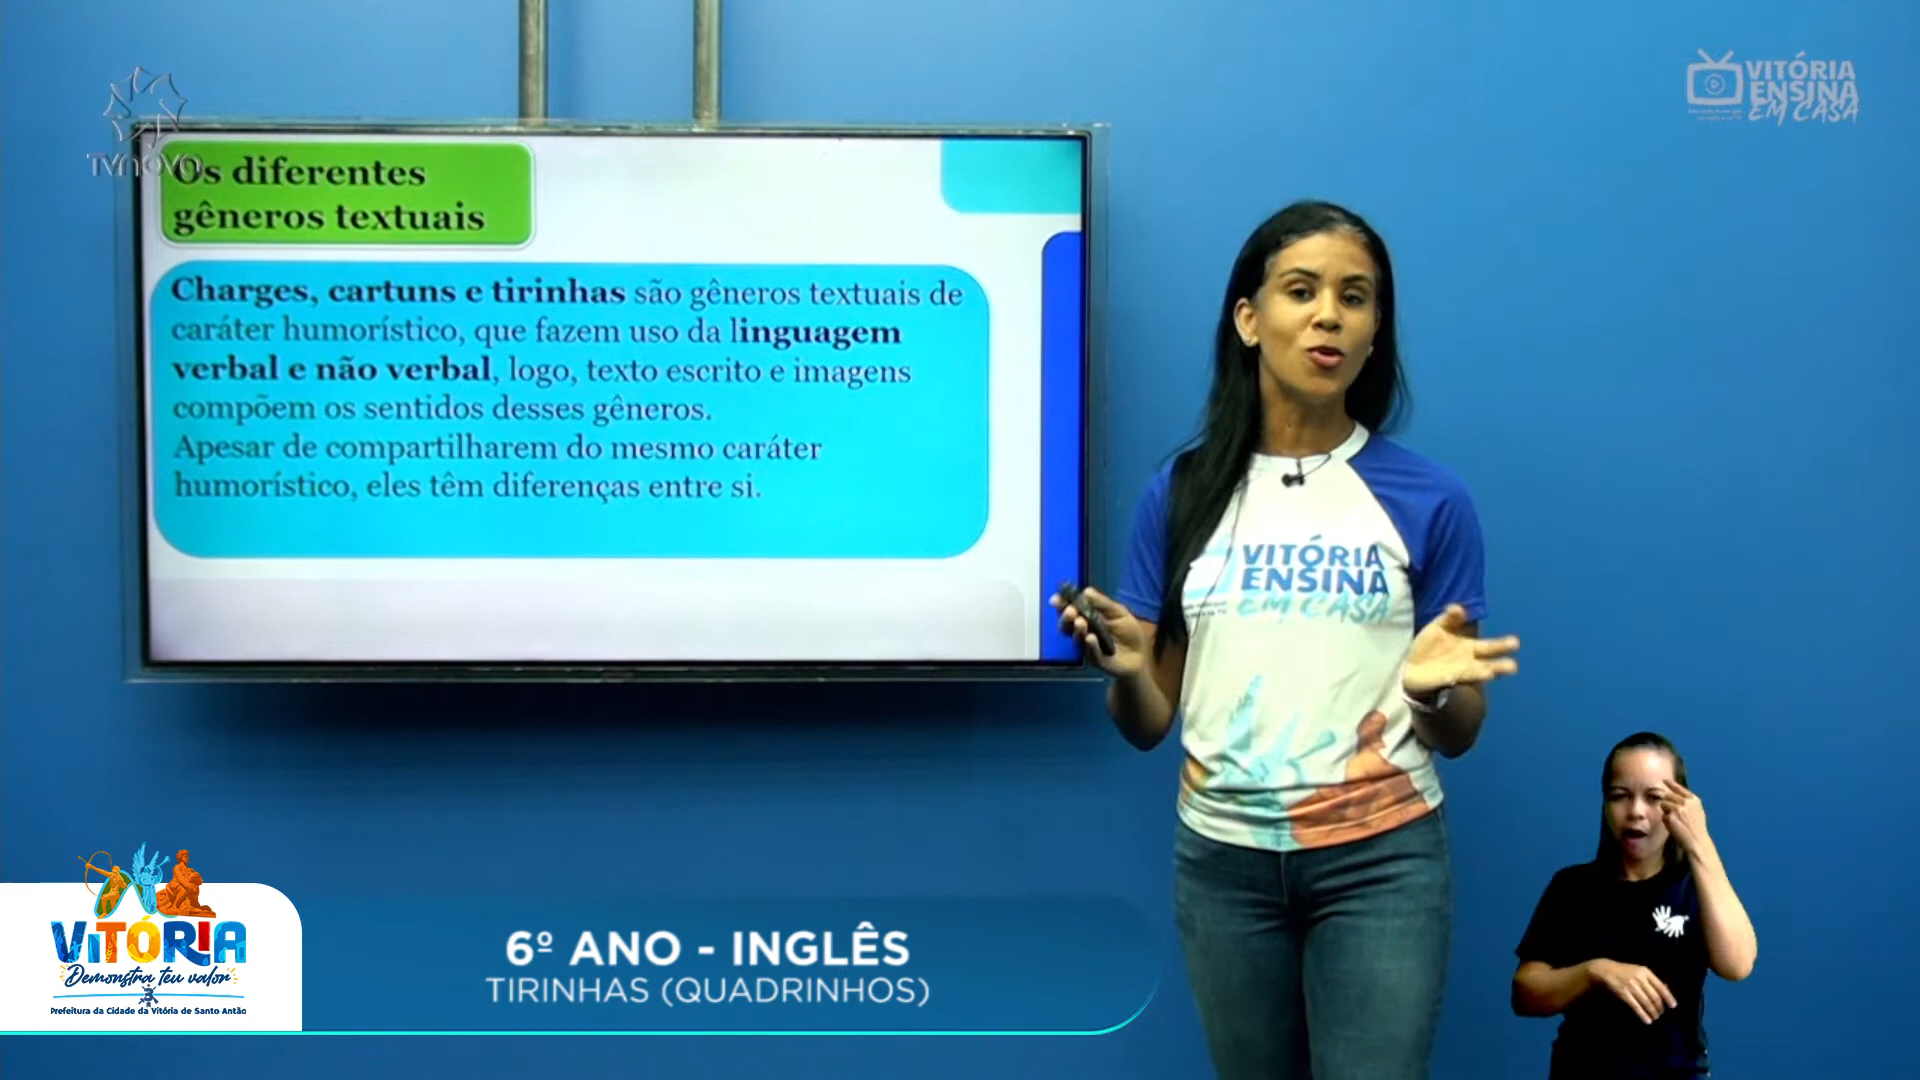 TVNOVO
VITÓRIA
ENSINA
EM CASA
Os diferentes
gêneros textuais
Charges, cartuns e tirinhas são gêneros textuais de
caráter humorístico, que fazem uso da linguagem
verbal e não verbal, logo, texto escrito e imagens
compõem os sentidos desses gêneros.
Apesar de compartilharem do mesmo caráter
humorístico, eles têm diferenças entre si.
VITÓRIA
ENSINA
EM CASA
VITÓRIA
Demonstra teu valor
Prefeitura da Cidade da Vitória de Santo Antão
6º ANO - INGLÊS
TIRINHAS (QUADRINHOS)